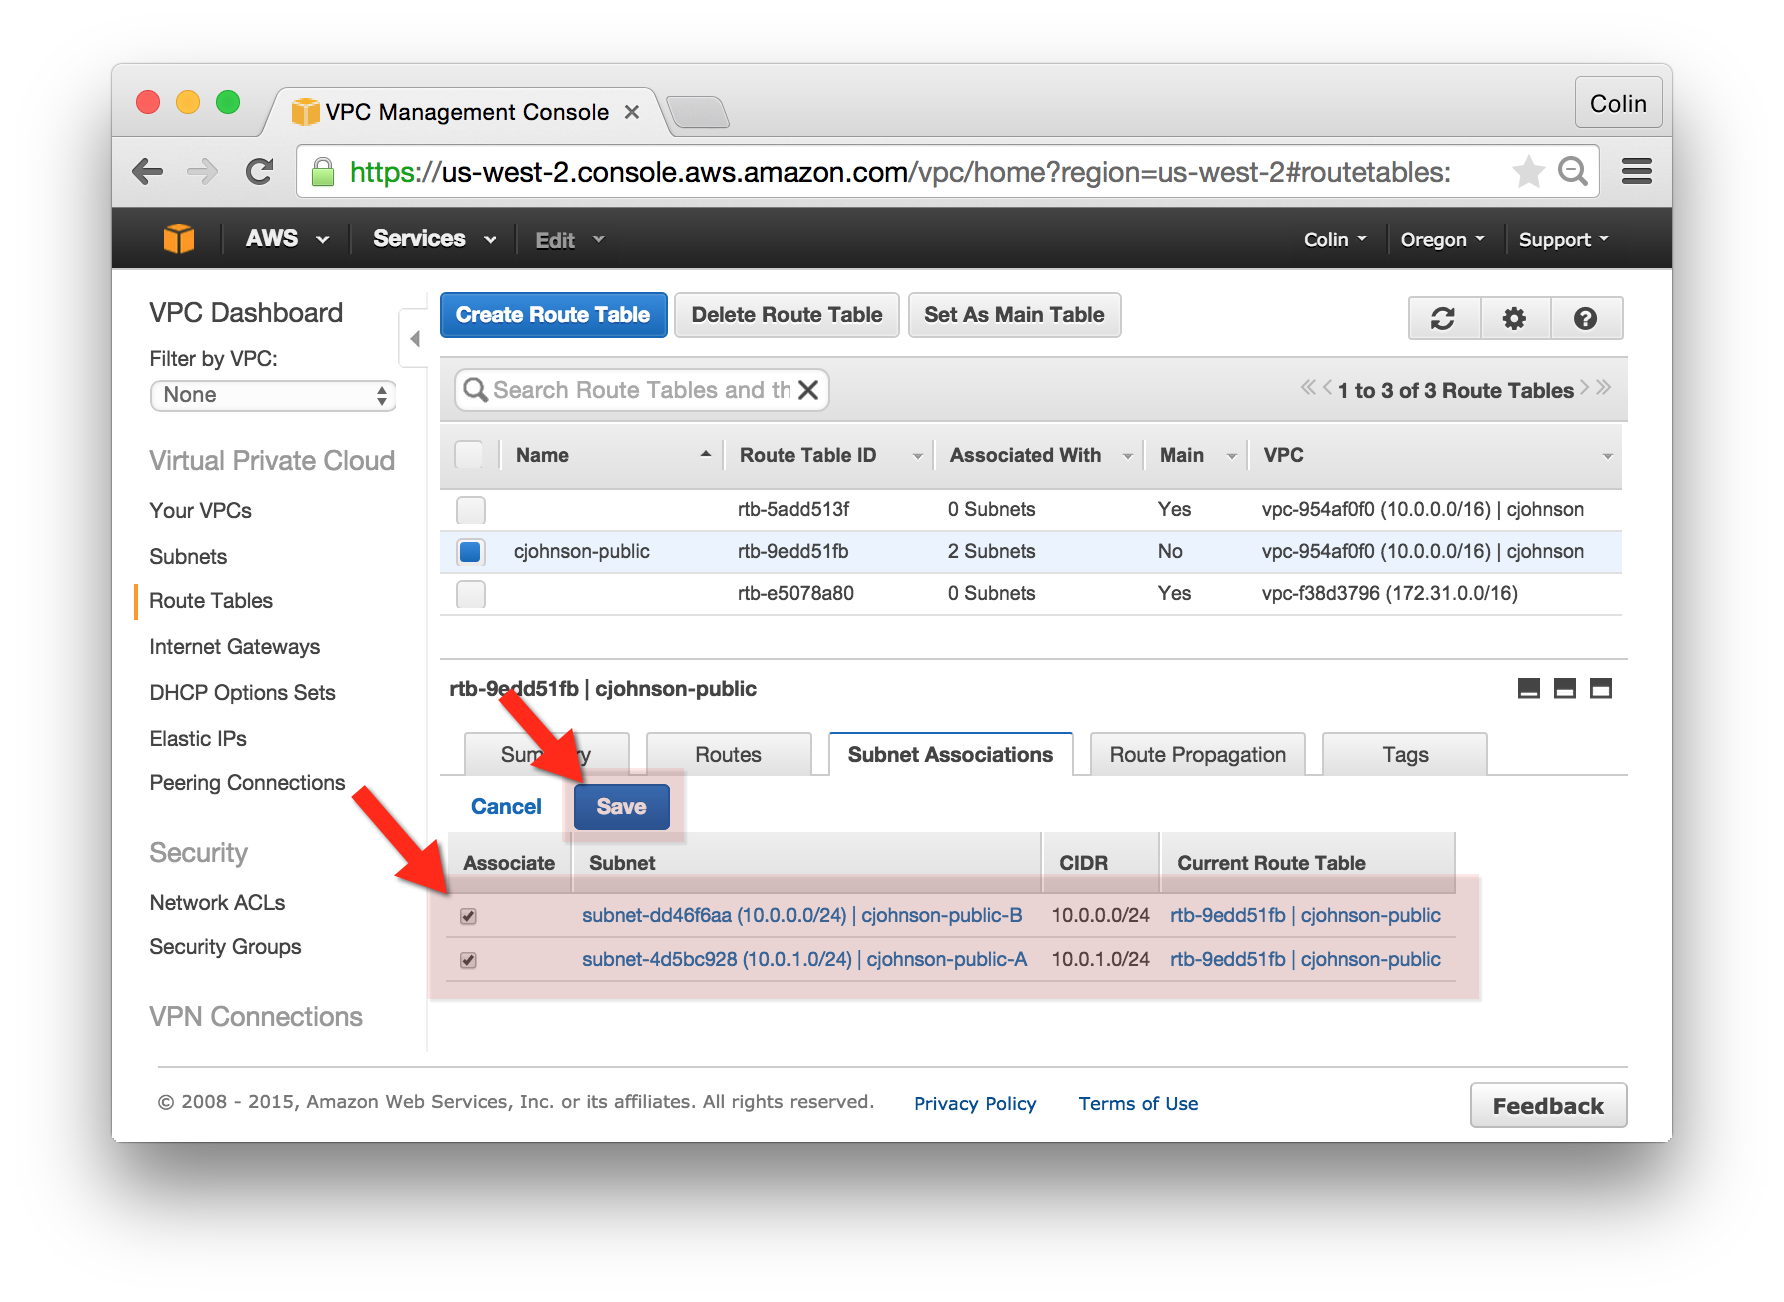 VPC Management Console
Colin
https://us-west-2.console.aws.amazon.com/vpc/home?region=us-west-2#routetables:
AWS Services Edit Colin Oregon Support
VPC Dashboard
Filter by VPC:
None
Virtual Private Cloud
Your VPCs
Subnets
Route Tables
Internet Gateways
DHCP Options Sets
Elastic IPs
Peering Connections
Security
Network ACLs
Security Groups
VPN Connections
Create Route Table Delete Route Table Set As Main Table
Search Route Tables and th
1 to 3 of 3 Route Tables
Name Route Table ID Associated With Main VPC
rtb-5add513f 0 Subnets Yes vpc-954af0f0 (10.0.0.0/16) | cjohnson
cjohnson-public rtb-9edd51fb 2 Subnets No vpc-954af0f0 (10.0.0.0/16) | cjohnson
rtb-e5078a80 0 Subnets Yes vpc-f38d3796 (172.31.0.0/16)
rtb-9edd51fb | cjohnson-public
Summary Routes Subnet Associations Route Propagation Tags
Cancel Save
Associate Subnet CIDR Current Route Table
subnet-dd46f6aa (10.0.0.0/24) | cjohnson-public-B 10.0.0.0/24 rtb-9edd51fb | cjohnson-public
subnet-4d5bc928 (10.0.1.0/24) | cjohnson-public-A 10.0.1.0/24 rtb-9edd51fb | cjohnson-public
© 2008 - 2015, Amazon Web Services, Inc. or its affiliates. All rights reserved. Privacy Policy Terms of Use
Feedback